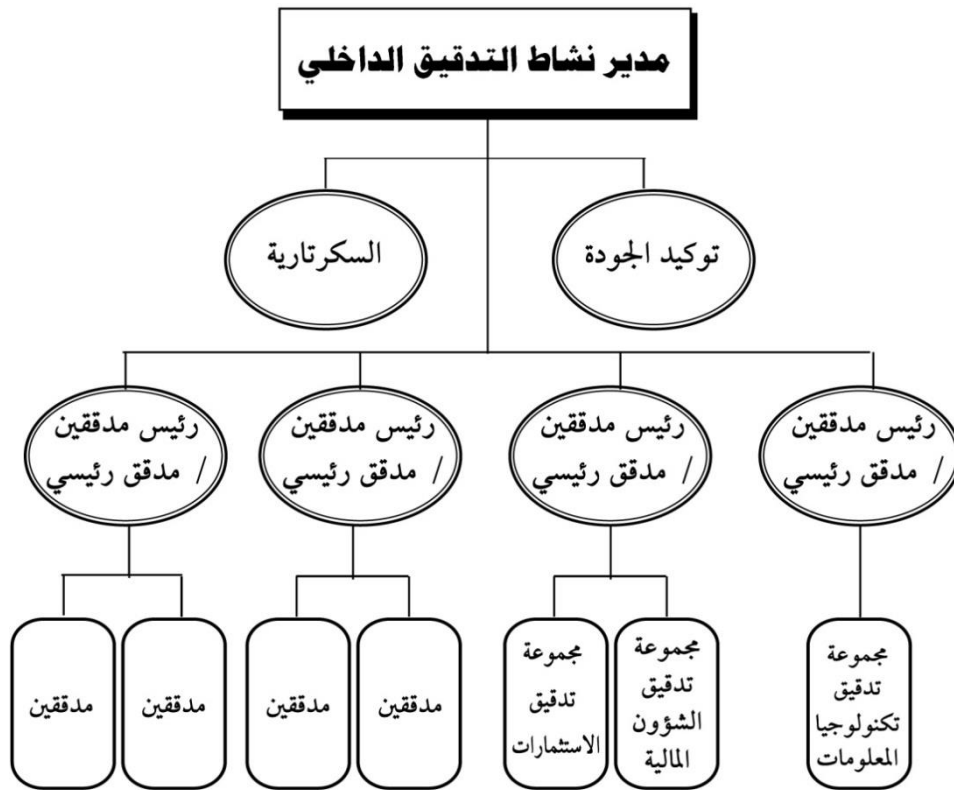 مدير نشاط التدقيق الداخلي
توكيد الجودة
السكرتارية
رئيس مدققين
/ مدقق رئيسي
رئيس مدققين
/ مدقق رئيسي
رئيس مدققين
/ مدقق رئيسي
رئيس مدققين
/ مدقق رئيسي
مجموعة
تدقيق
تكنولوجيا
المعلومات
مجموعة
تدقيق
الشؤون
المالية
مجموعة
تدقيق
الاستثمارات
مدققين
مدققين
مدققين
مدققين